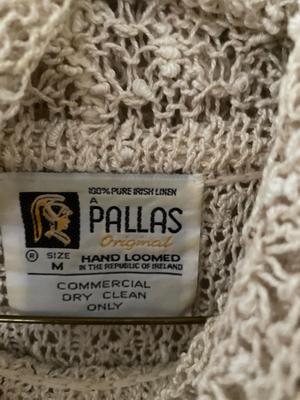 100% PURE IRISH LINEN
A
PALLAS
Original
® SIZE
M
HAND LOOMED
IN THE REPUBLIC OF IRELAND
COMMERCIAL
DRY CLEAN
ONLY